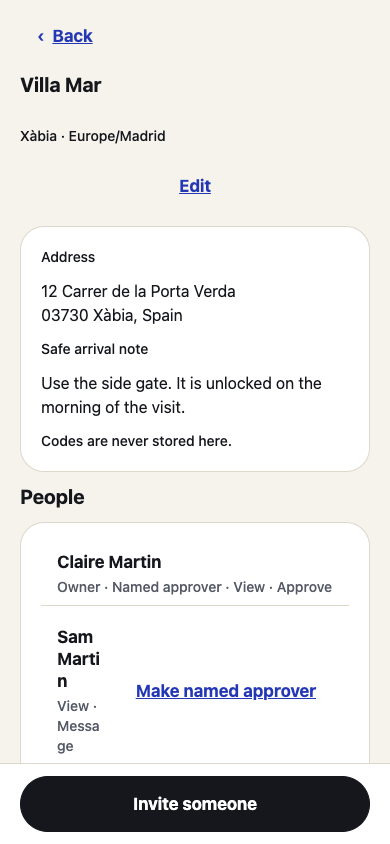 ‹ Back
Villa Mar
Xàbia · Europe/Madrid
Edit
Address
12 Carrer de la Porta Verda
03730 Xàbia, Spain
Safe arrival note
Use the side gate. It is unlocked on the
morning of the visit.
Codes are never stored here.
People
Claire Martin
Owner · Named approver · View · Approve
Sam
Marti
n
View ·
Messa
ge
Make named approver
Invite someone